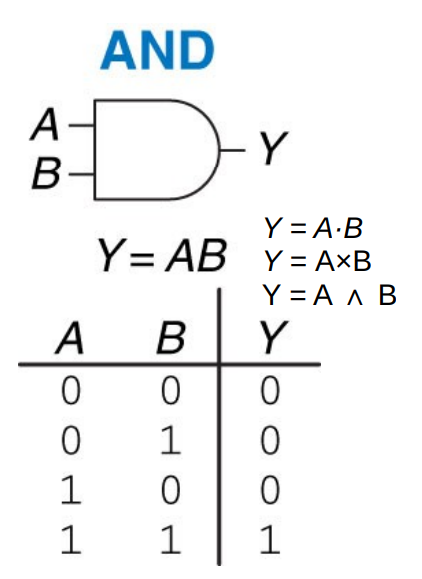 AND
A
B
Y
Y = AB
Y = A·B
Y = A×B
Y = A ∧ B
A B Y
0 0 0
0 1 0
1 0 0
1 1 1